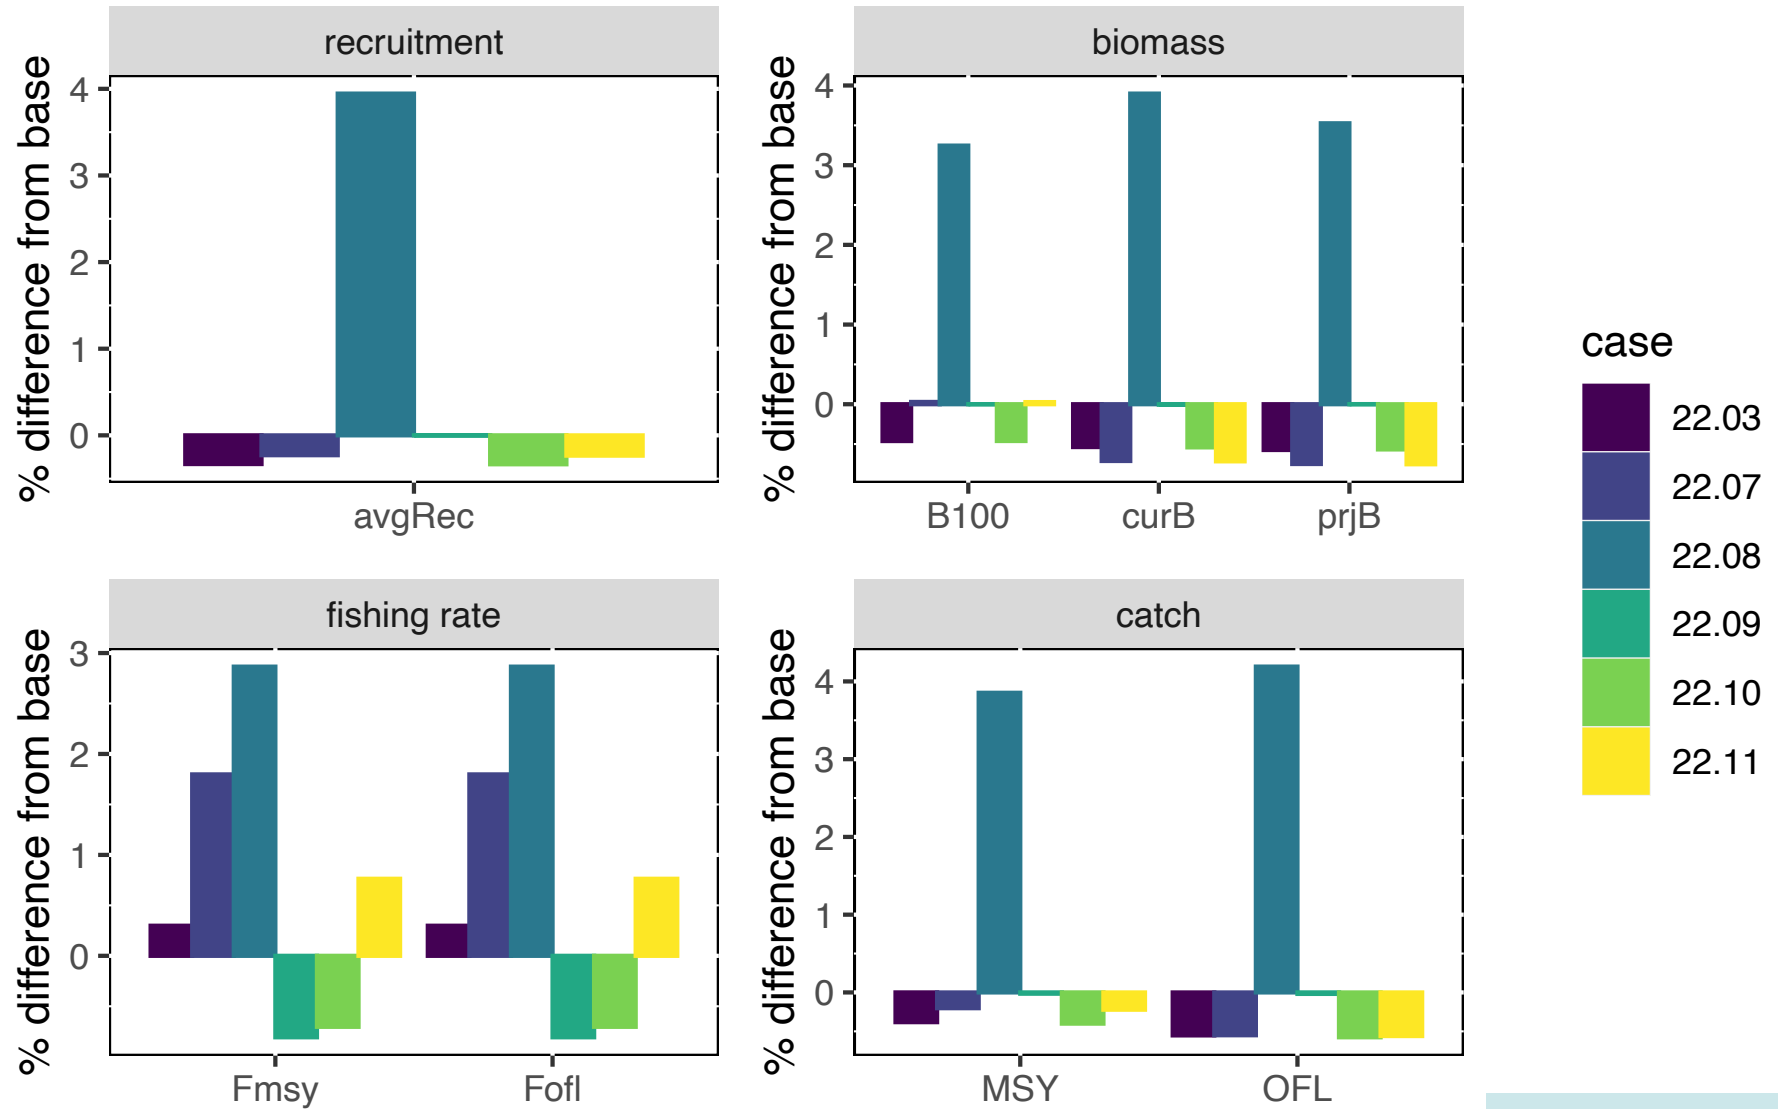 recruitment
% difference from base
4
3
2
1
0
avgRec
biomass
% difference from base
4
3
2
1
0
B100 curB prjB
fishing rate
% difference from base
3
2
1
0
Fmsy Fofl
catch
% difference from base
4
3
2
1
0
MSY OFL
case
22.03
22.07
22.08
22.09
22.10
22.11